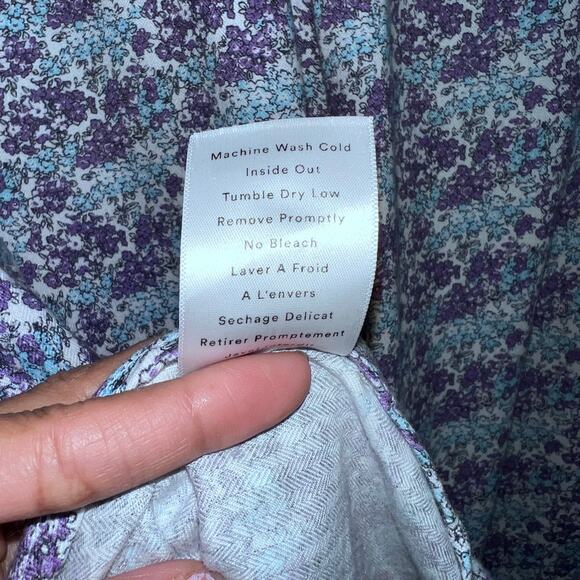 Machine Wash Cold
Inside Out
Tumble Dry Low
Remove Promptly
No Bleach
Laver A Froid
A L'envers
Sechage Delicat
Retirer Promptement